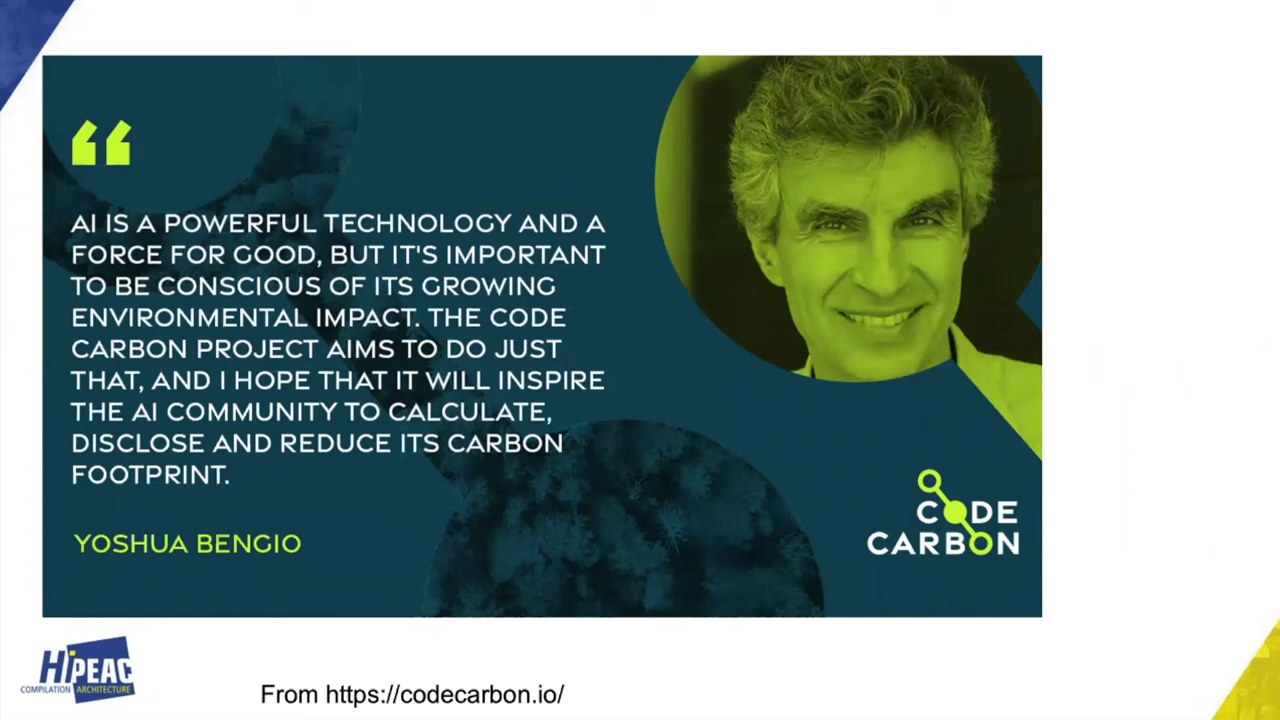 AI IS A POWERFUL TECHNOLOGY AND A
FORCE FOR GOOD, BUT IT'S IMPORTANT
TO BE CONSCIOUS OF ITS GROWING
ENVIRONMENTAL IMPACT. THE CODE
CARBON PROJECT AIMS TO DO JUST
THAT, AND I HOPE THAT IT WILL INSPIRE
THE AI COMMUNITY TO CALCULATE,
DISCLOSE AND REDUCE ITS CARBON
FOOTPRINT.
YOSHUA BENGIO
CODE
CARBON
HiPEAC
COMPILATION ARCHITECTURE
From https://codecarbon.io/